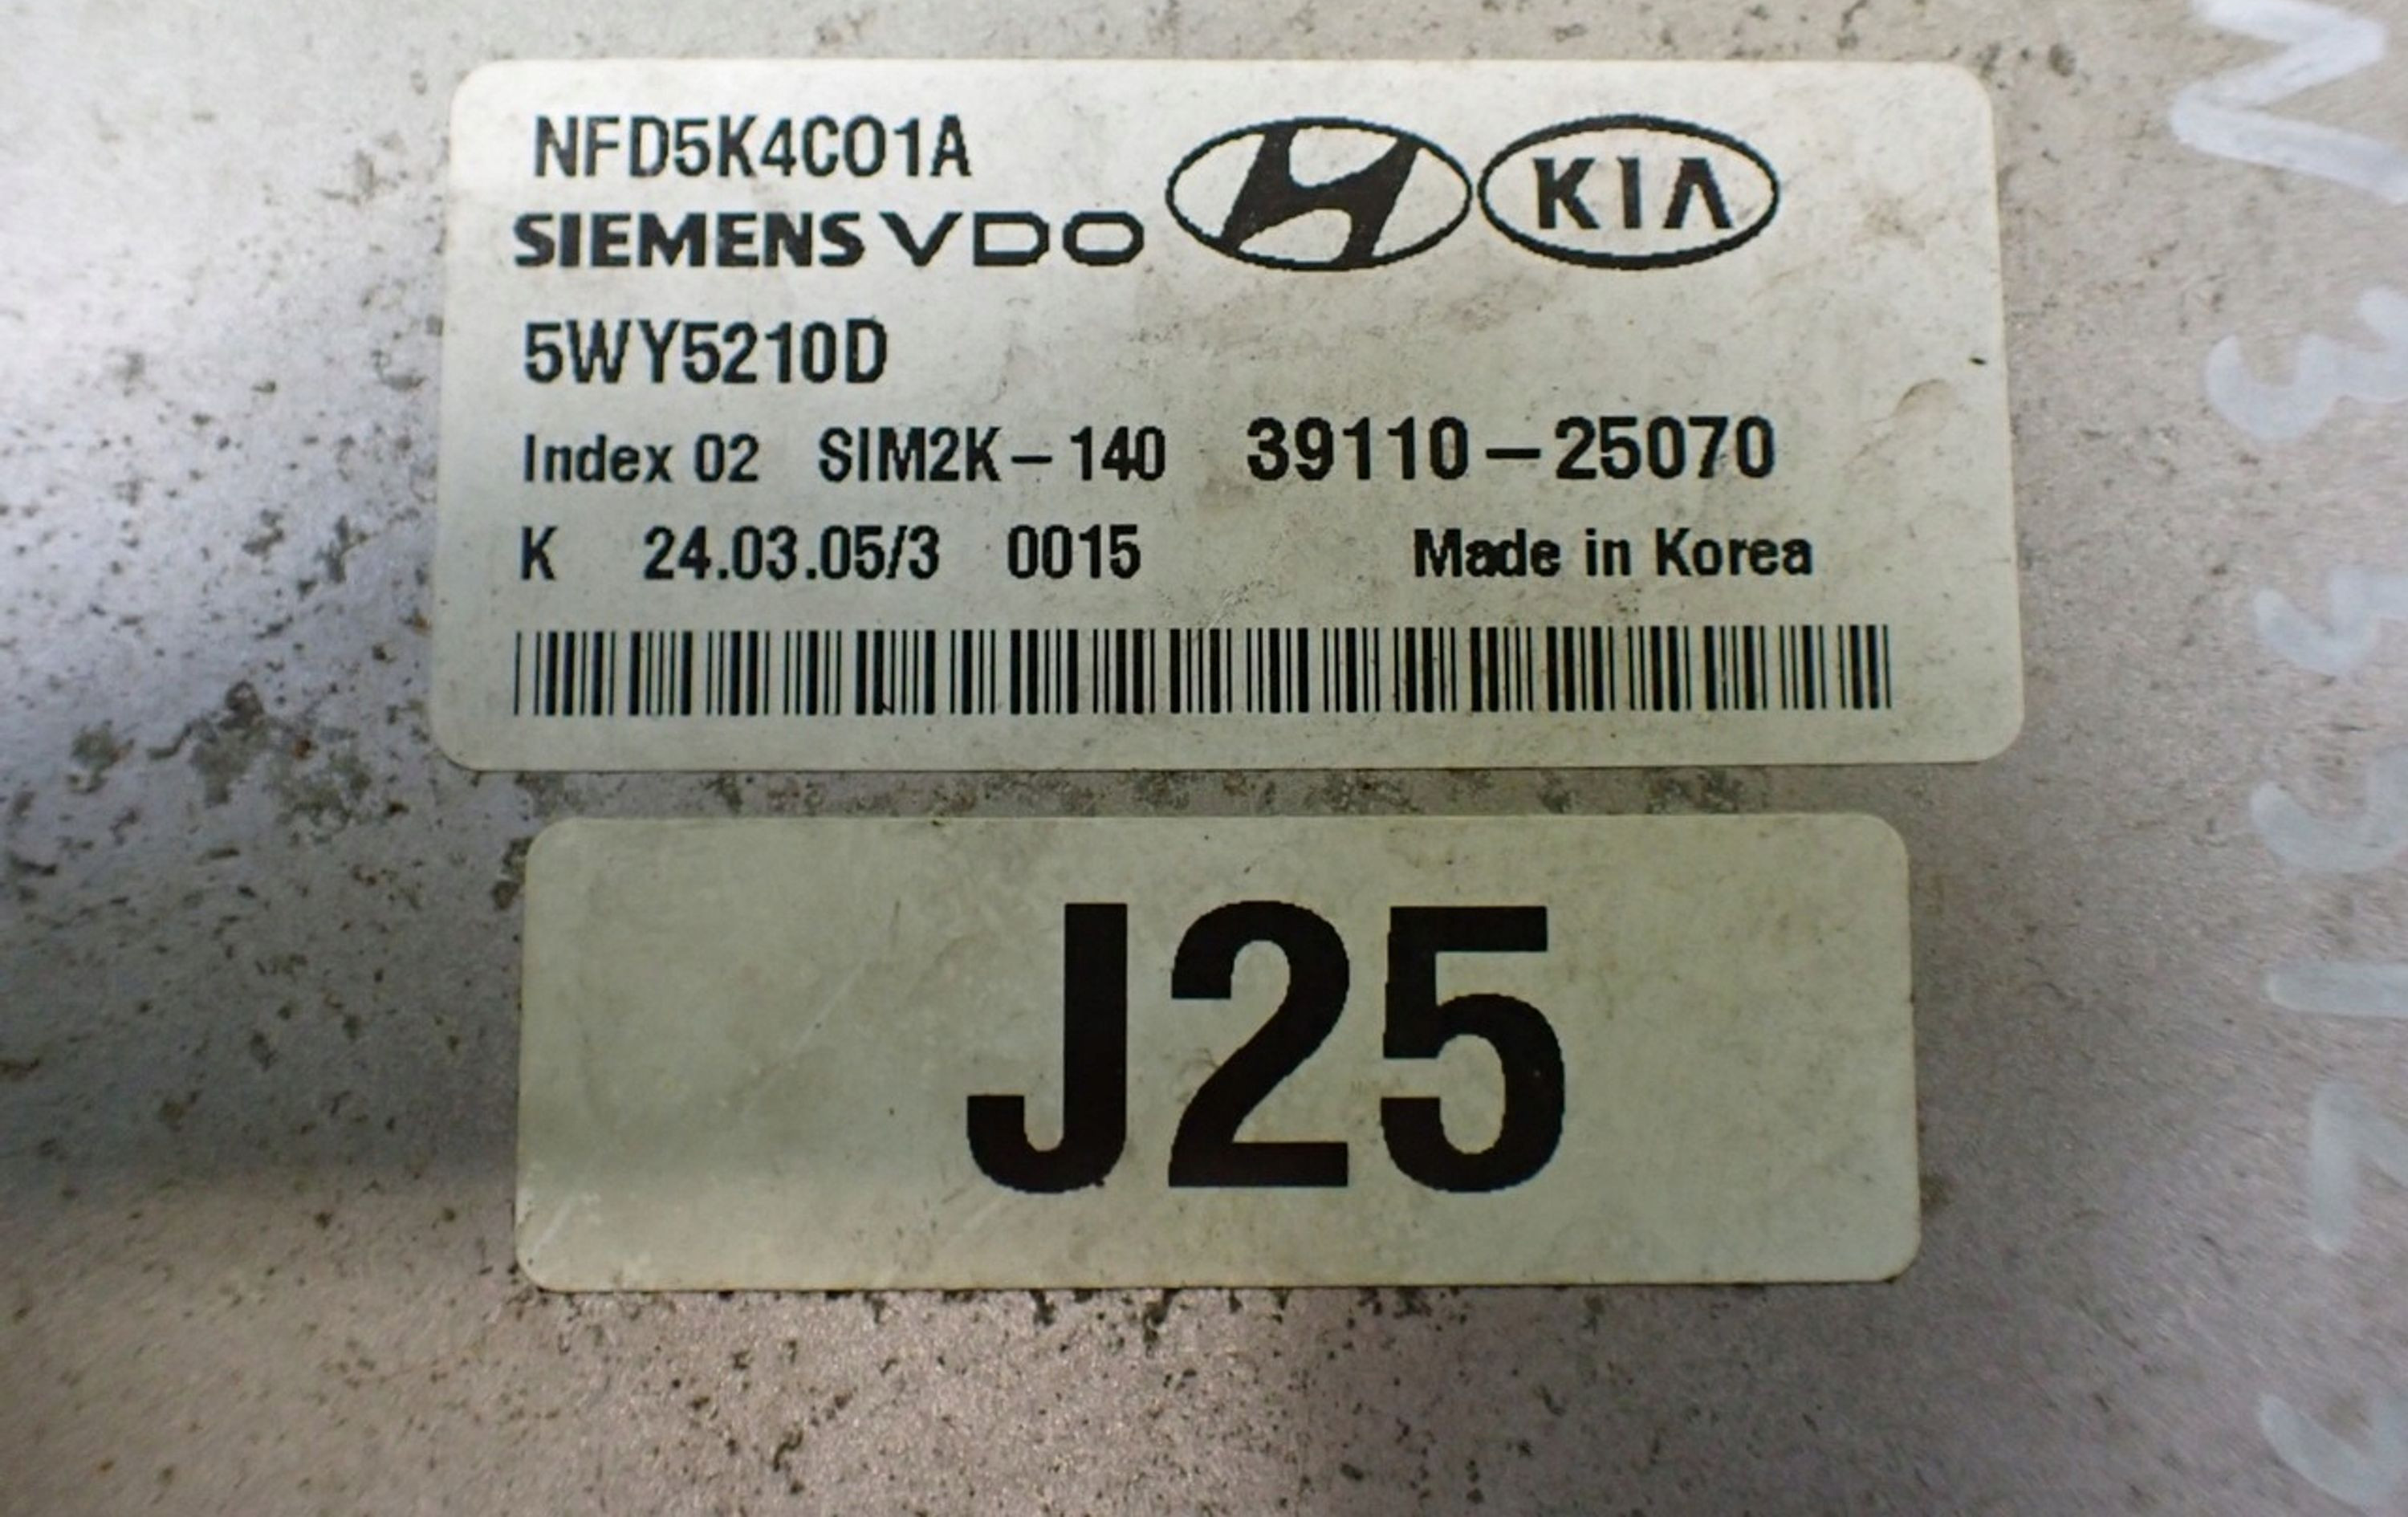 NFD5K4C01A
SIEMENS VDO
KIA
5WY5210D
Index 02 SIM2K-140 39110-25070
K 24.03.05/3 0015 Made in Korea
J25